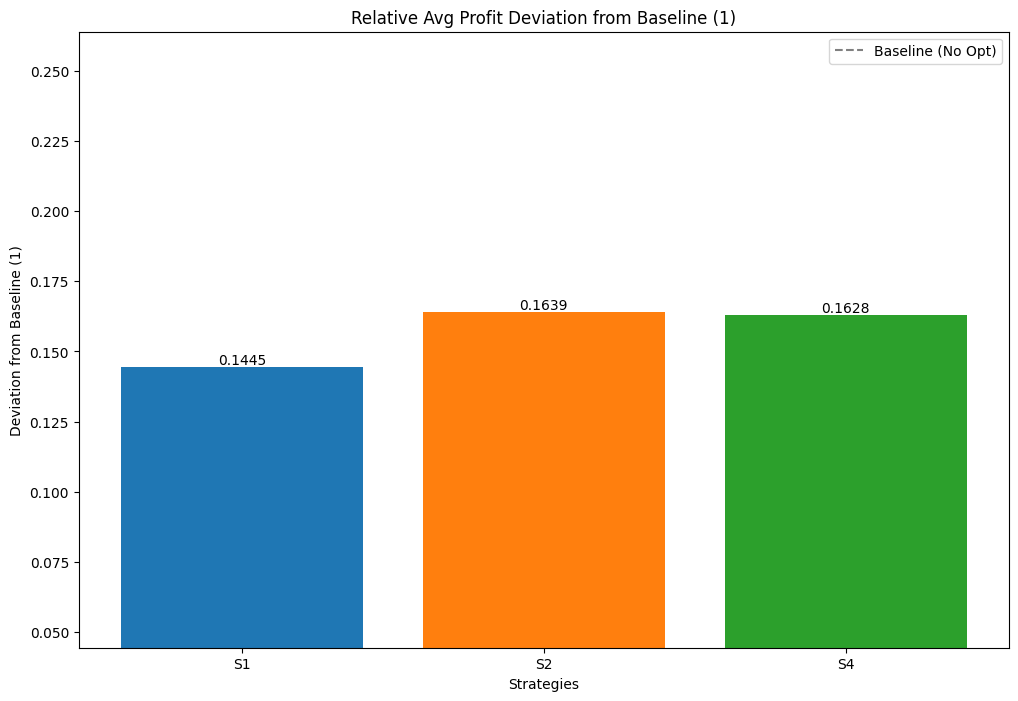 Relative Avg Profit Deviation from Baseline (1)
Baseline (No Opt)
0.250
0.225
0.200
0.175
0.150
0.125
0.100
0.075
0.050
Deviation from Baseline (1)
0.1445
0.1639
0.1628
S1
S2
S4
Strategies